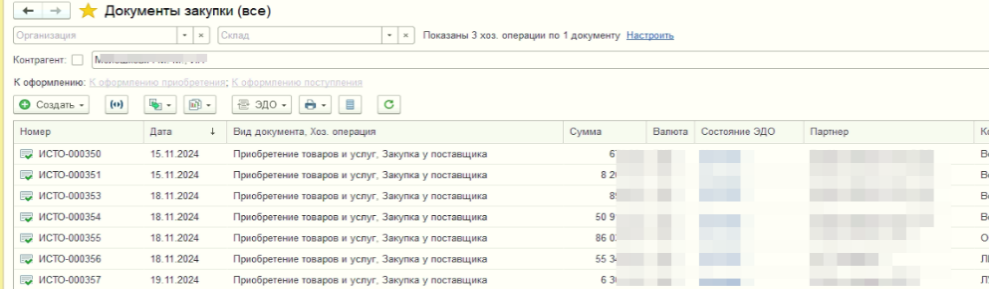 Документы закупки (все)
Организация Склад Показаны 3 хоз. операции по 1 документу Настроить
Контрагент:
К оформлению: К оформлению приобретения; К оформлению поступления
Создать ЭДО
Номер Дата ↓ Вид документа, Хоз. операция Сумма Валюта Состояние ЭДО Партнер
ИСТО-000350 15.11.2024 Приобретение товаров и услуг, Закупка у поставщика
ИСТО-000351 15.11.2024 Приобретение товаров и услуг, Закупка у поставщика
ИСТО-000353 18.11.2024 Приобретение товаров и услуг, Закупка у поставщика
ИСТО-000354 18.11.2024 Приобретение товаров и услуг, Закупка у поставщика
ИСТО-000355 18.11.2024 Приобретение товаров и услуг, Закупка у поставщика
ИСТО-000356 18.11.2024 Приобретение товаров и услуг, Закупка у поставщика
ИСТО-000357 19.11.2024 Приобретение товаров и услуг, Закупка у поставщика